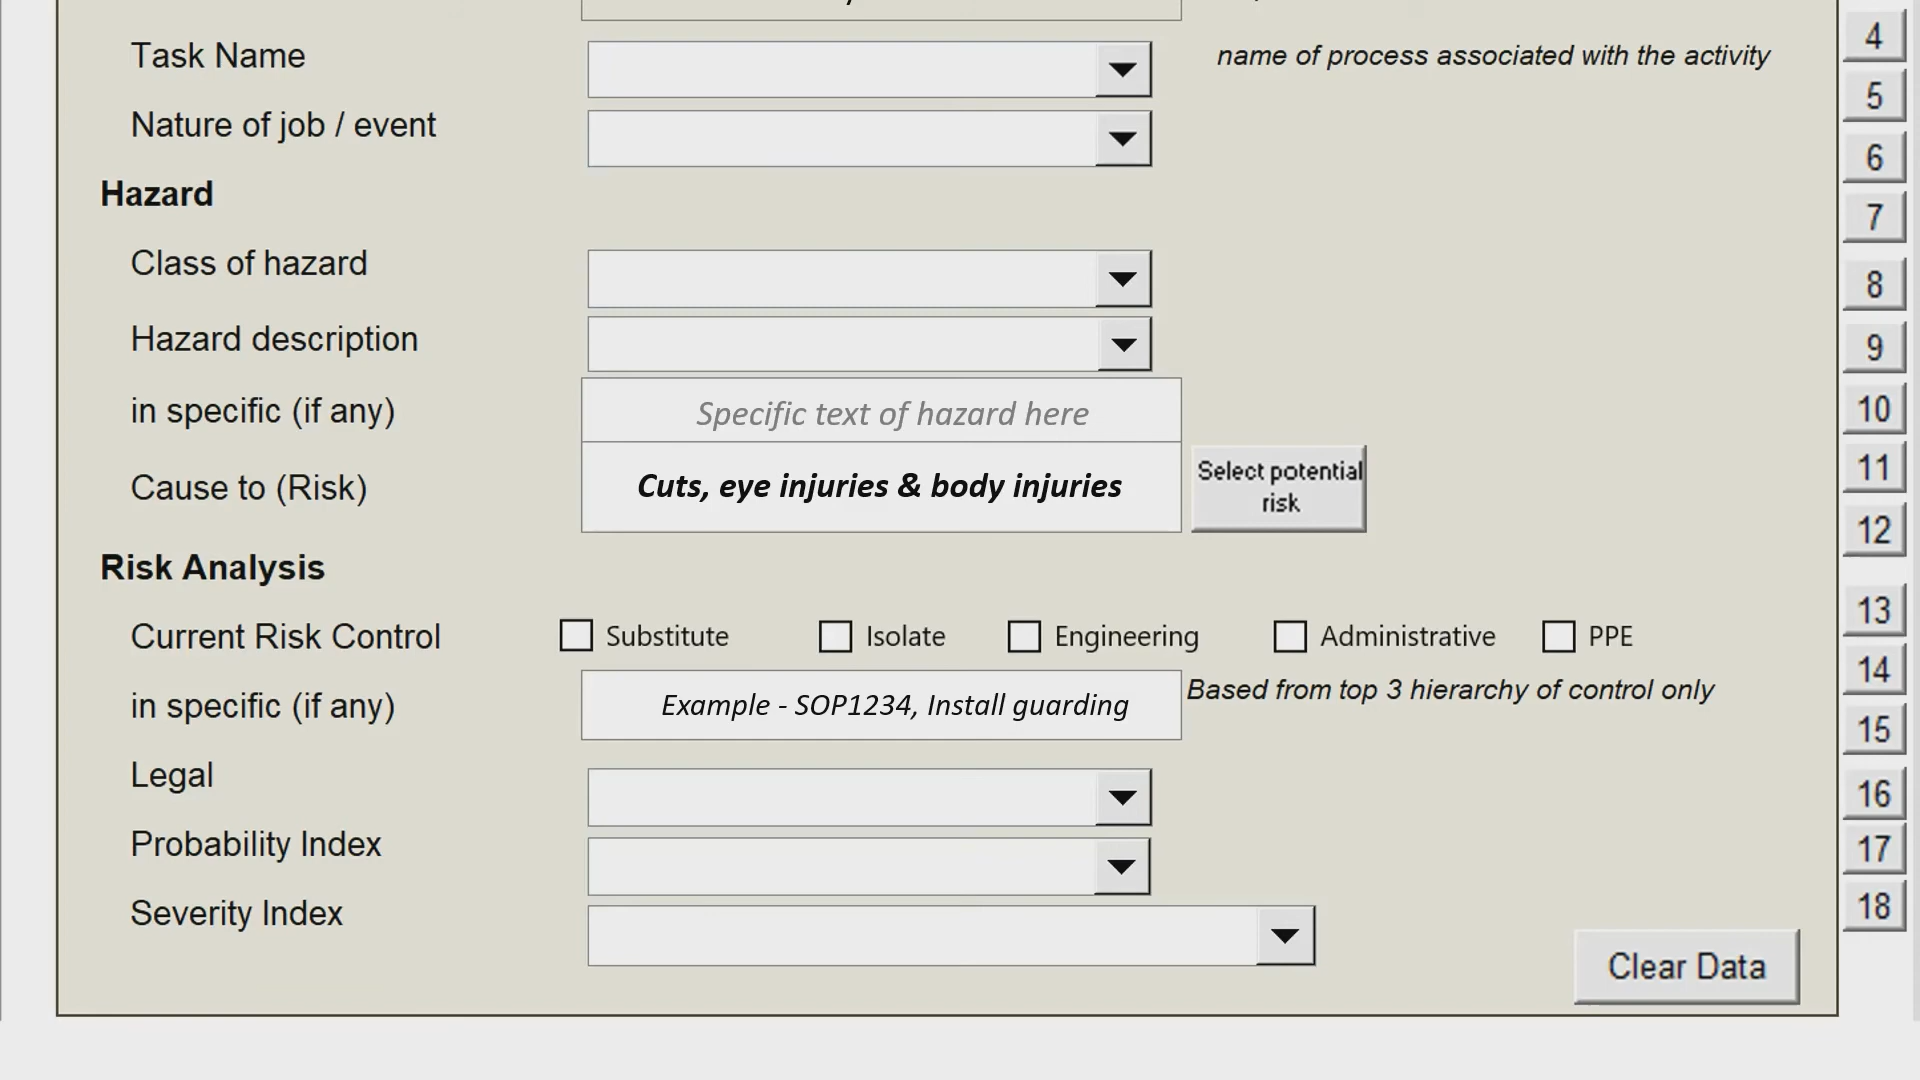 Task Name
name of process associated with the activity
Nature of job / event
Hazard
Class of hazard
Hazard description
in specific (if any)
Specific text of hazard here
Cause to (Risk)
Cuts, eye injuries & body injuries
Select potential
risk
Risk Analysis
Current Risk Control
Substitute
Isolate
Engineering
Administrative
PPE
in specific (if any)
Example - SOP1234, Install guarding
Based from top 3 hierarchy of control only
Legal
Probability Index
Severity Index
Clear Data
4
5
6
7
8
9
10
11
12
13
14
15
16
17
18